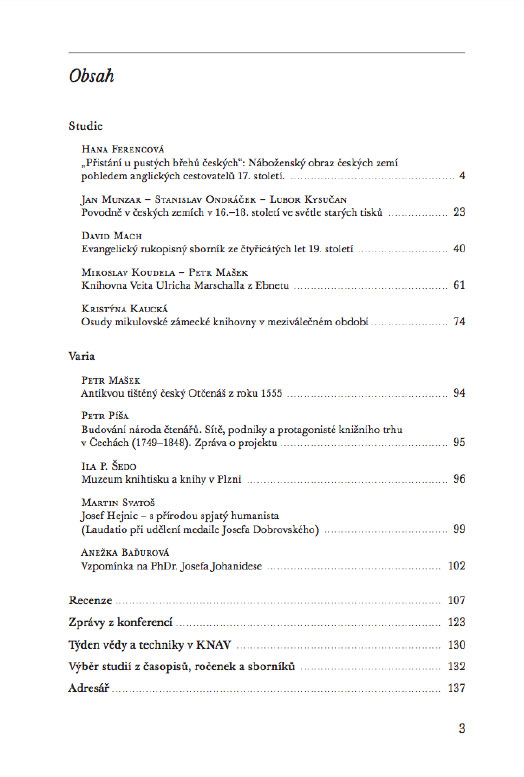 Obsah
Studie
Hana Ferencová
„Přistání u pustých břehů českých“: Náboženský obraz českých zemí
pohledem anglických cestovatelů 17. století. 4
Jan Munzar – Stanislav Ondráček – Lubor Kysučan
Povodně v českých zemích v 16.–18. století ve světle starých tisků 23
David Mach
Evangelický rukopisný sborník ze čtyřicátých let 19. století 40
Miroslav Koudela – Petr Mašek
Knihovna Veita Ulricha Marschalla z Ebnetu 61
Kristýna Kaucká
Osudy mikulovské zámecké knihovny v meziválečném období 74
Varia
Petr Mašek
Antikvou tištěný český Otčenáš z roku 1555 94
Petr Píša
Budování národa čtenářů. Sítě, podniky a protagonisté knižního trhu
v Čechách (1749–1848). Zpráva o projektu 95
Ila P. Šedo
Muzeum knihtisku a knihy v Plzni 96
Martin Svatoš
Josef Hejnic – s přírodou spjatý humanista
(Laudatio při udělení medaile Josefa Dobrovského) 99
Anežka Baďurová
Vzpomínka na PhDr. Josefa Johanidese 102
Recenze 107
Zprávy z konferencí 123
Týden vědy a techniky v KNAV 130
Výběr studií z časopisů, ročenek a sborníků 132
Adresář 137
3